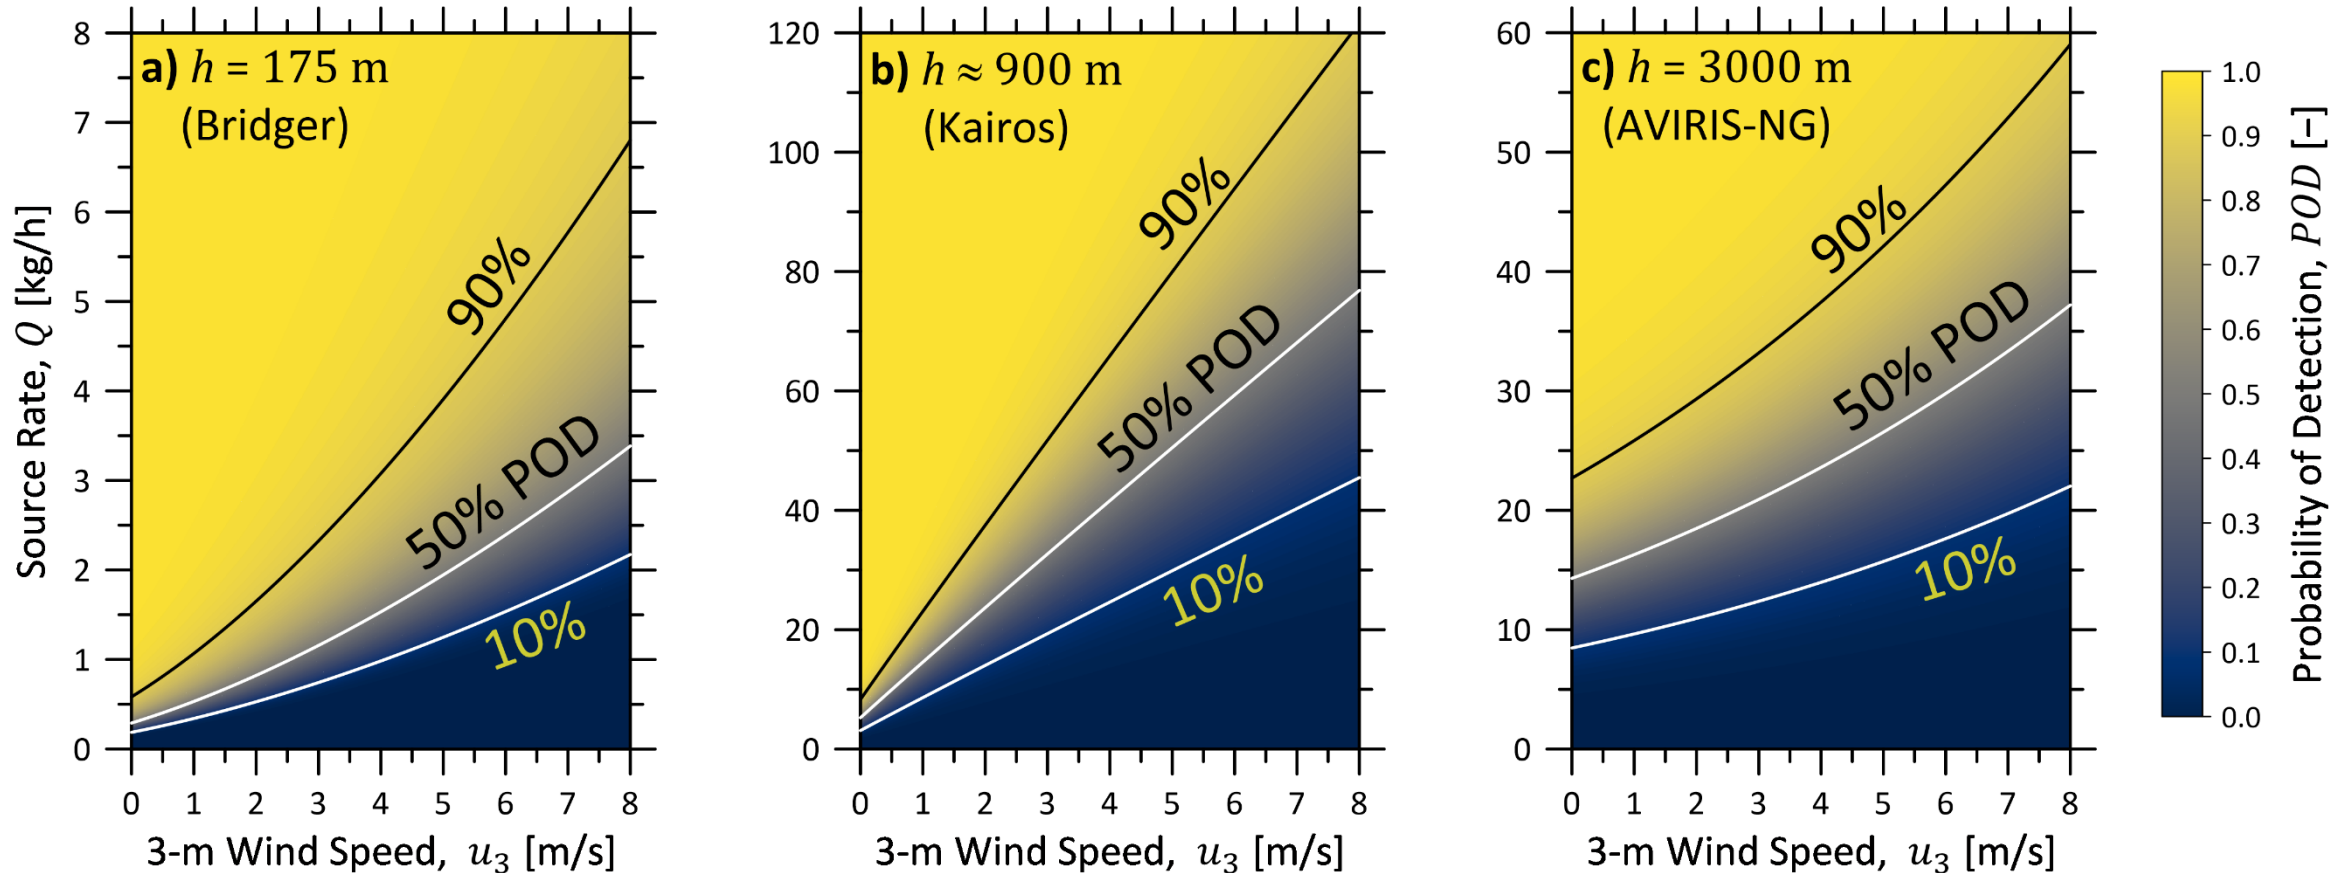 a) h = 175 m
(Bridger)
90%
50% POD
10%
8
7
6
5
4
3
2
1
0
Source Rate, Q [kg/h]
0 1 2 3 4 5 6 7 8
3-m Wind Speed, u₃ [m/s]
b) h ≈ 900 m
(Kairos)
90%
50% POD
10%
120
100
80
60
40
20
0
0 1 2 3 4 5 6 7 8
3-m Wind Speed, u₃ [m/s]
c) h = 3000 m
(AVIRIS-NG)
90%
50% POD
10%
60
50
40
30
20
10
0
0 1 2 3 4 5 6 7 8
3-m Wind Speed, u₃ [m/s]
1.0
0.9
0.8
0.7
0.6
0.5
0.4
0.3
0.2
0.1
0.0
Probability of Detection, POD [−]